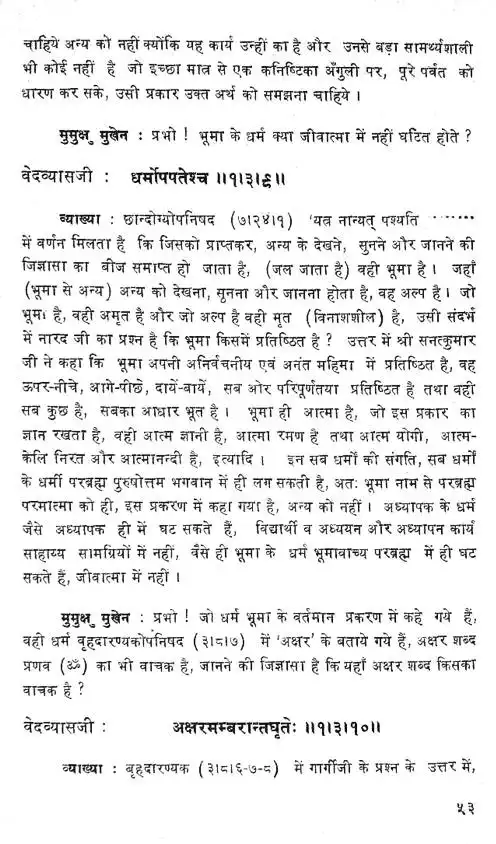 चाहिये अन्य को नहीं क्योंकि यह कार्य उन्हीं का है और उनसे बड़ा सामर्थ्यशाली
भी कोई नहीं है जो इच्छा मात्र से एक कनिष्टिका अँगुली पर, पूरे पर्वत को
धारण कर सके, उसी प्रकार उक्त अर्थ को समझना चाहिये ।
मुमुक्षु मुखेन : प्रभो ! भूमा के धर्म क्या जीवात्मा में नहीं घटित होते ?
वेदव्यासजी : धर्मोपपतेश्च ॥१।३।९॥
व्याख्या : छान्दोग्योपनिषद (७।२४।१) 'यत्र नान्यत् पश्यति ·······
में वर्णन मिलता है कि जिसको प्राप्तकर, अन्य के देखने, सुनने और जानने की
जिज्ञासा का बीज समाप्त हो जाता है, (जल जाता है) वही भूमा है । जहाँ
(भूमा से अन्य) अन्य को देखना, सुनना और जानना होता है, वह अल्प है । जो
भूमा है, वही अमृत है और जो अल्प है वही मृत (विनाशशील) है, उसी संदर्भ
में नारद जी का प्रश्न है कि भूमा किसमें प्रतिष्ठित है ? उत्तर में श्री सनत्कुमार
जी ने कहा कि भूमा अपनी अनिर्वचनीय एवं अनंत महिमा में प्रतिष्ठित है, वह
ऊपर-नीचे, आगे-पीछे, दायें-बायें, सब ओर परिपूर्णतया प्रतिष्ठित है तथा वही
सब कुछ है, सबका आधार भूत है । भूमा ही आत्मा है, जो इस प्रकार का
ज्ञान रखता है, वही आत्म ज्ञानी है, आत्मा रमण है तथा आत्म योगी, आत्म-
केलि निरत और आत्मानन्दी है, इत्यादि । इन सब धर्मों की संगति, सब धर्मों
के धर्मी परब्रह्म पुरुषोत्तम भगवान में ही लग सकती है, अतः भूमा नाम से परब्रह्म
परमात्मा को ही, इस प्रकरण में कहा गया है, अन्य को नहीं । अध्यापक के धर्म
जैसे अध्यापक ही में घट सकते हैं, विद्यार्थी व अध्ययन और अध्यापन कार्य
साहाय्य सामग्रियों में नहीं, वैसे ही भूमा के धर्म भूमावाच्य परब्रह्म में ही घट
सकते हैं, जीवात्मा में नहीं ।
मुमुक्षु मुखेन : प्रभो ! जो धर्म भूमा के वर्तमान प्रकरण में कहे गये हैं,
वही धर्म वृहदारण्यकोपनिषद (३।८।७) में 'अक्षर' के बताये गये हैं, अक्षर शब्द
प्रणव (ॐ) का भी वाचक है, जानने की जिज्ञासा है कि यहाँ अक्षर शब्द किसका
वाचक है ?
वेदव्यासजी : अक्षरमम्बरान्तघृतेः ॥१।३।१०॥
व्याख्या : बृहदारण्यक (३।८।६-७-८) में गार्गीजी के प्रश्न के उत्तर में,
५३